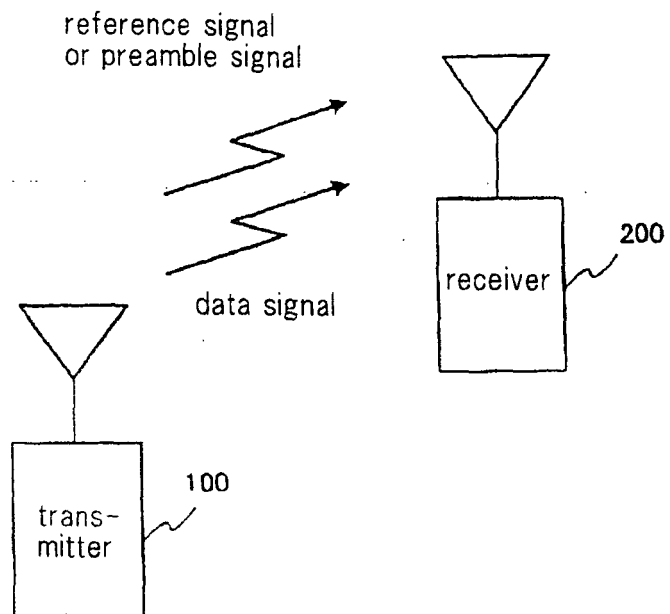 reference signal
or preamble signal
200
receiver
data signal
100
trans-
mitter